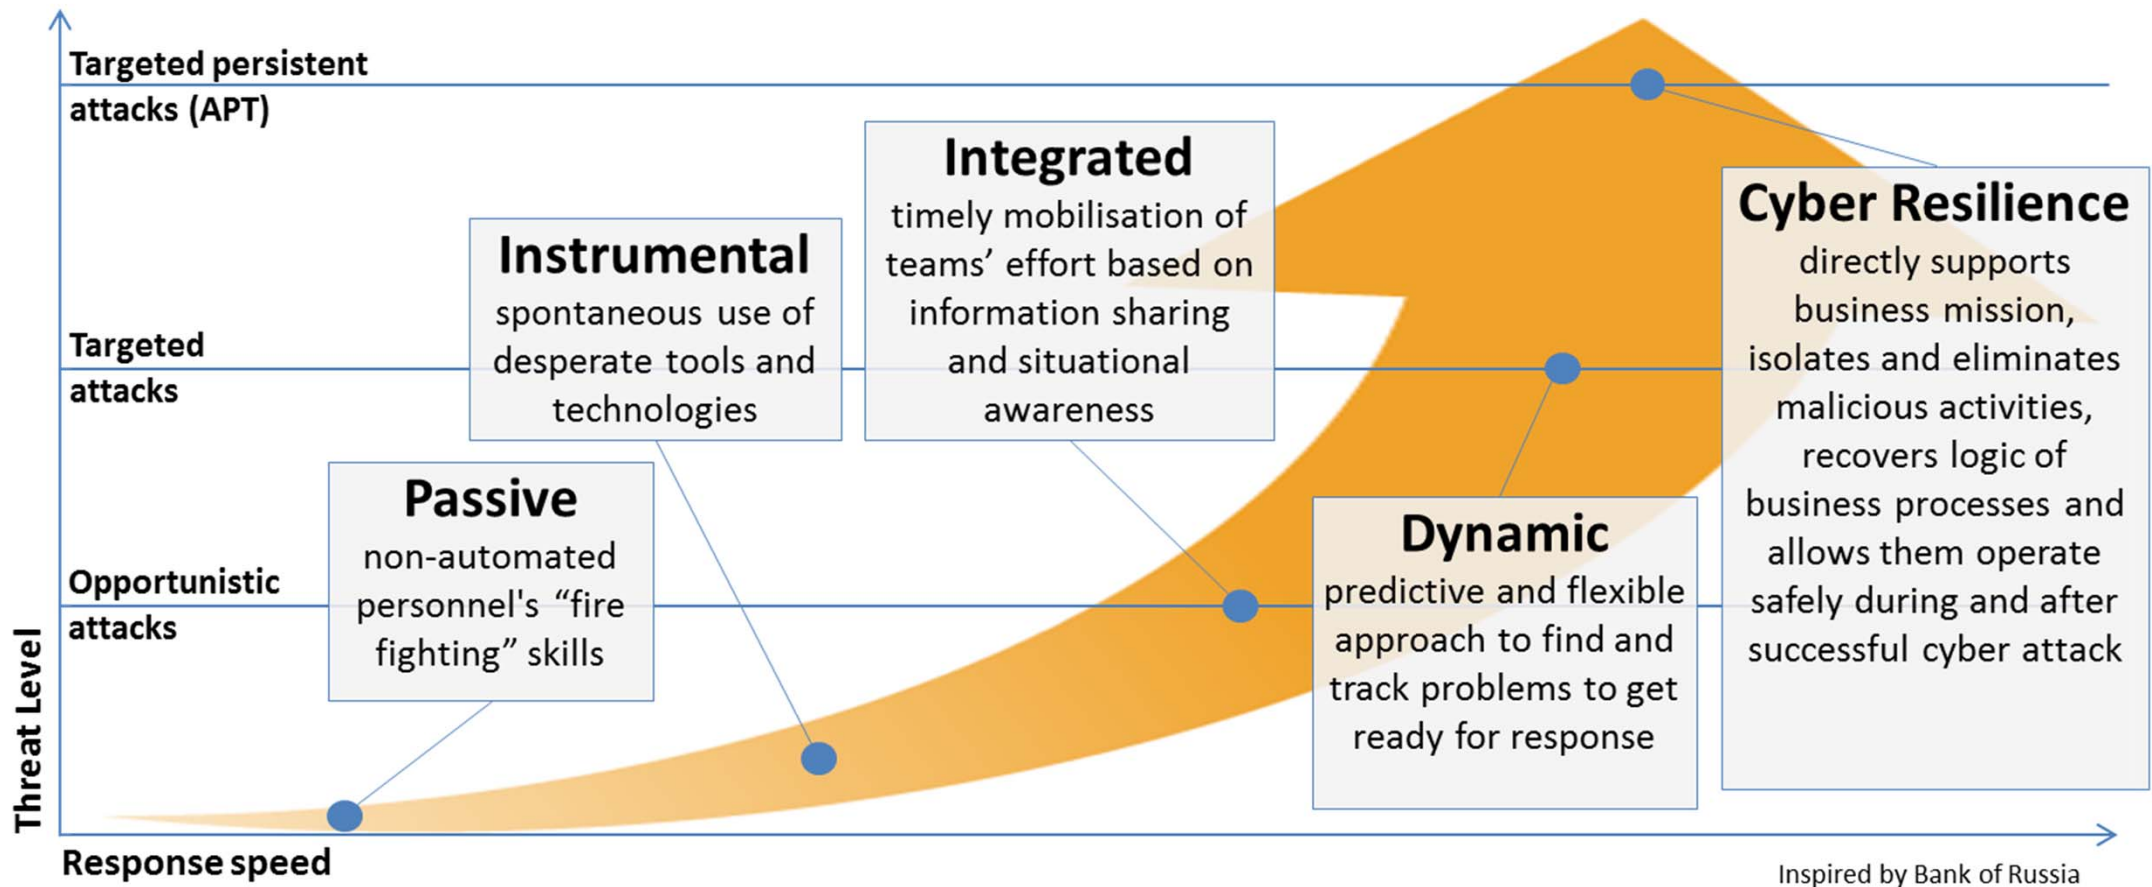 Targeted persistent
attacks (APT)
Integrated
timely mobilisation of
teams’ effort based on
information sharing
and situational
awareness
Cyber Resilience
directly supports
business mission,
isolates and eliminates
malicious activities,
recovers logic of
business processes and
allows them operate
safely during and after
successful cyber attack
Instrumental
spontaneous use of
desperate tools and
technologies
Targeted
attacks
Passive
non-automated
personnel's “fire
fighting” skills
Dynamic
predictive and flexible
approach to find and
track problems to get
ready for response
Opportunistic
attacks
Threat Level
Response speed
Inspired by Bank of Russia